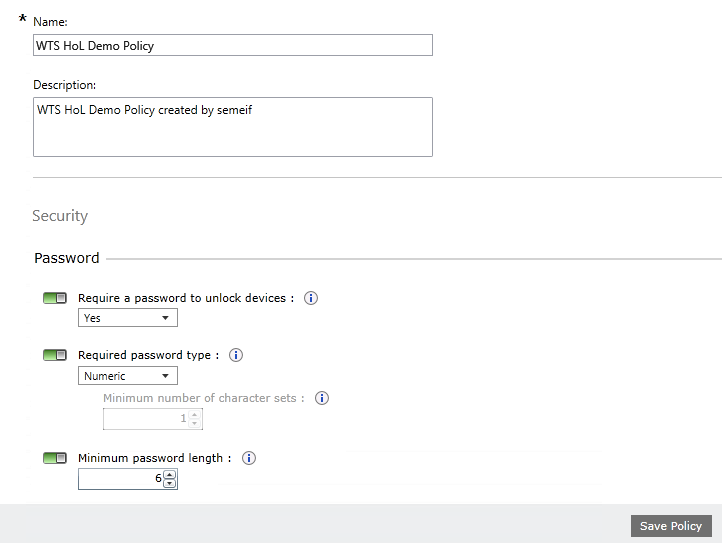 * Name:
WTS HoL Demo Policy
Description:
WTS HoL Demo Policy created by semeif
Security
Password
Require a password to unlock devices :
Yes
Required password type :
Numeric
Minimum number of character sets :
1
Minimum password length :
6
Save Policy